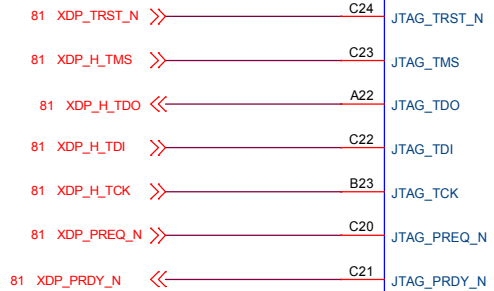 81 XDP_TRST_N C24 JTAG_TRST_N
81 XDP_H_TMS C23 JTAG_TMS
81 XDP_H_TDO A22 JTAG_TDO
81 XDP_H_TDI C22 JTAG_TDI
81 XDP_H_TCK B23 JTAG_TCK
81 XDP_PREQ_N C20 JTAG_PREQ_N
81 XDP_PRDY_N C21 JTAG_PRDY_N